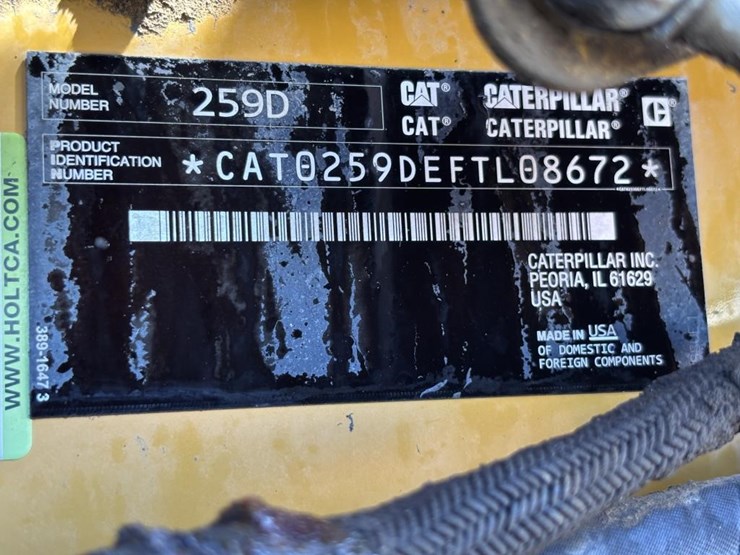 MODEL NUMBER 259D
CAT® CATERPILLAR®
CAT® CATERPILLAR®
PRODUCT IDENTIFICATION NUMBER
*CAT0259DEFTL08672*
CATERPILLAR INC.
PEORIA, IL 61629
USA
MADE IN USA
OF DOMESTIC AND
FOREIGN COMPONENTS
389-1647 3
WWW.HOLTCA.COM